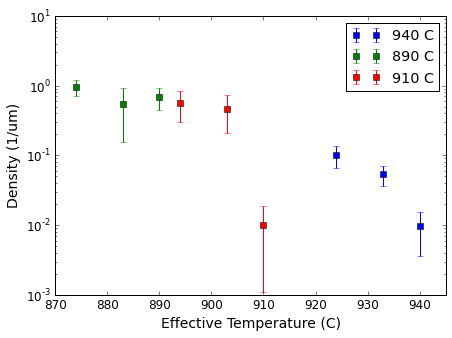 10^1
10^0
10^-1
10^-2
10^-3
Density (1/um)
940 C
890 C
910 C
870 880 890 900 910 920 930 940
Effective Temperature (C)